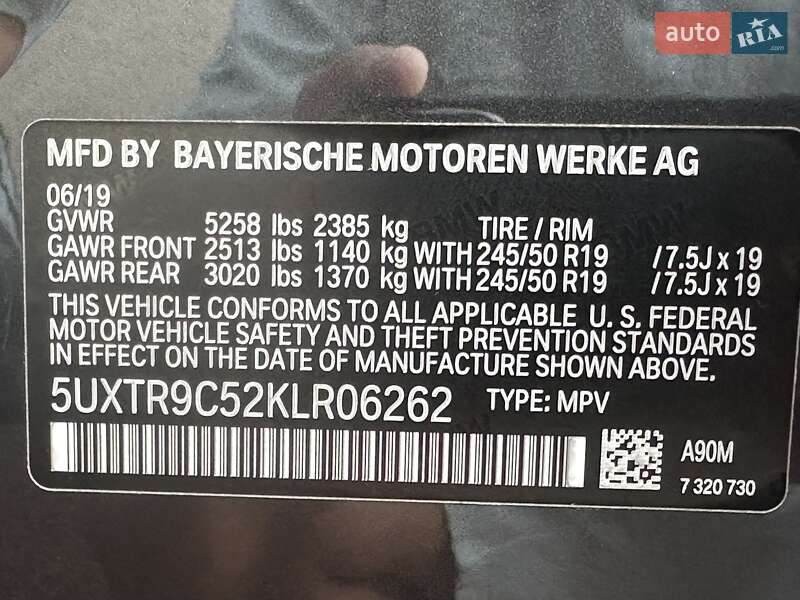 auto RIA.com
MFD BY BAYERISCHE MOTOREN WERKE AG
06/19
GVWR 5258 lbs 2385 kg TIRE / RIM
GAWR FRONT 2513 lbs 1140 kg WITH 245/50 R19 / 7.5J x 19
GAWR REAR 3020 lbs 1370 kg WITH 245/50 R19 / 7.5J x 19
THIS VEHICLE CONFORMS TO ALL APPLICABLE U. S. FEDERAL
MOTOR VEHICLE SAFETY AND THEFT PREVENTION STANDARDS
IN EFFECT ON THE DATE OF MANUFACTURE SHOWN ABOVE.
5UXTR9C52KLR06262 TYPE: MPV
A90M
7 320 730